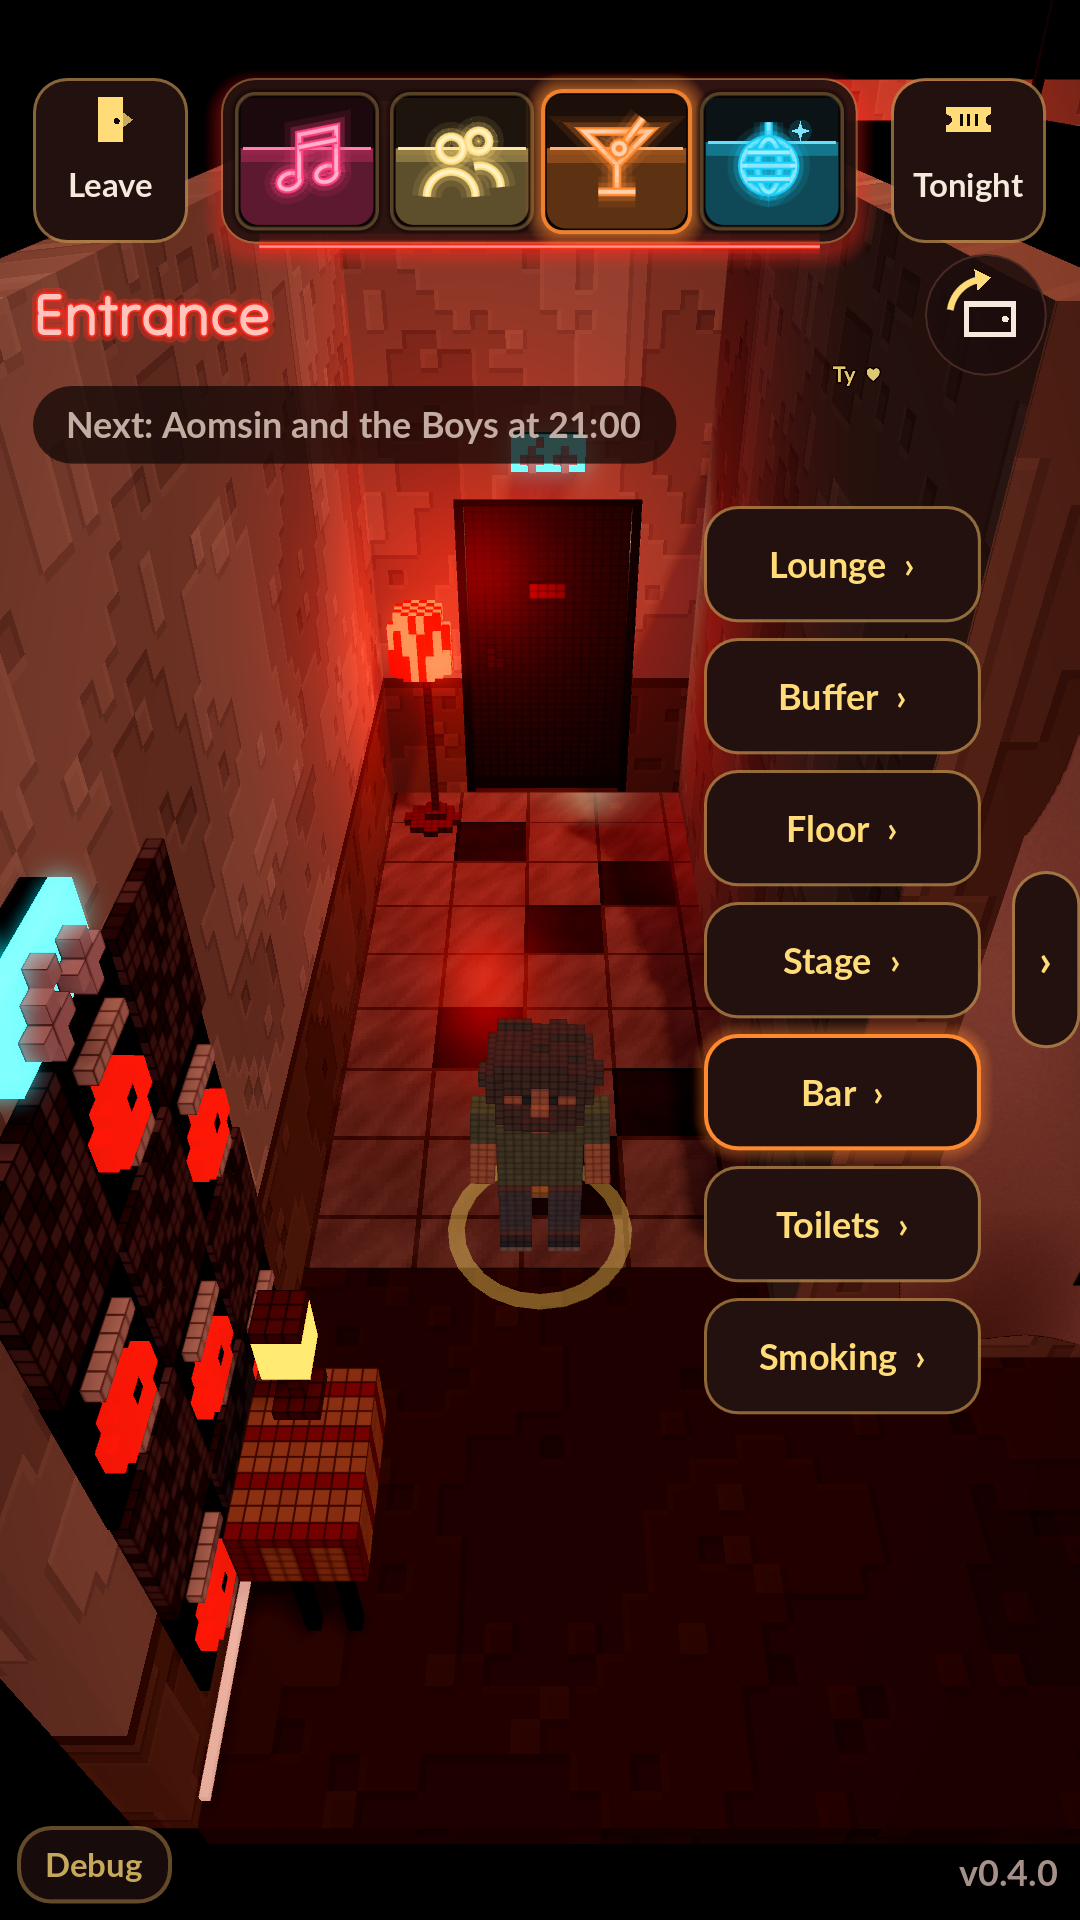 Leave
Tonight
Entrance
Ty ♥
Next: Aomsin and the Boys at 21:00
Lounge ›
Buffer ›
Floor ›
Stage ›
›
Bar ›
Toilets ›
Smoking ›
Debug
v0.4.0